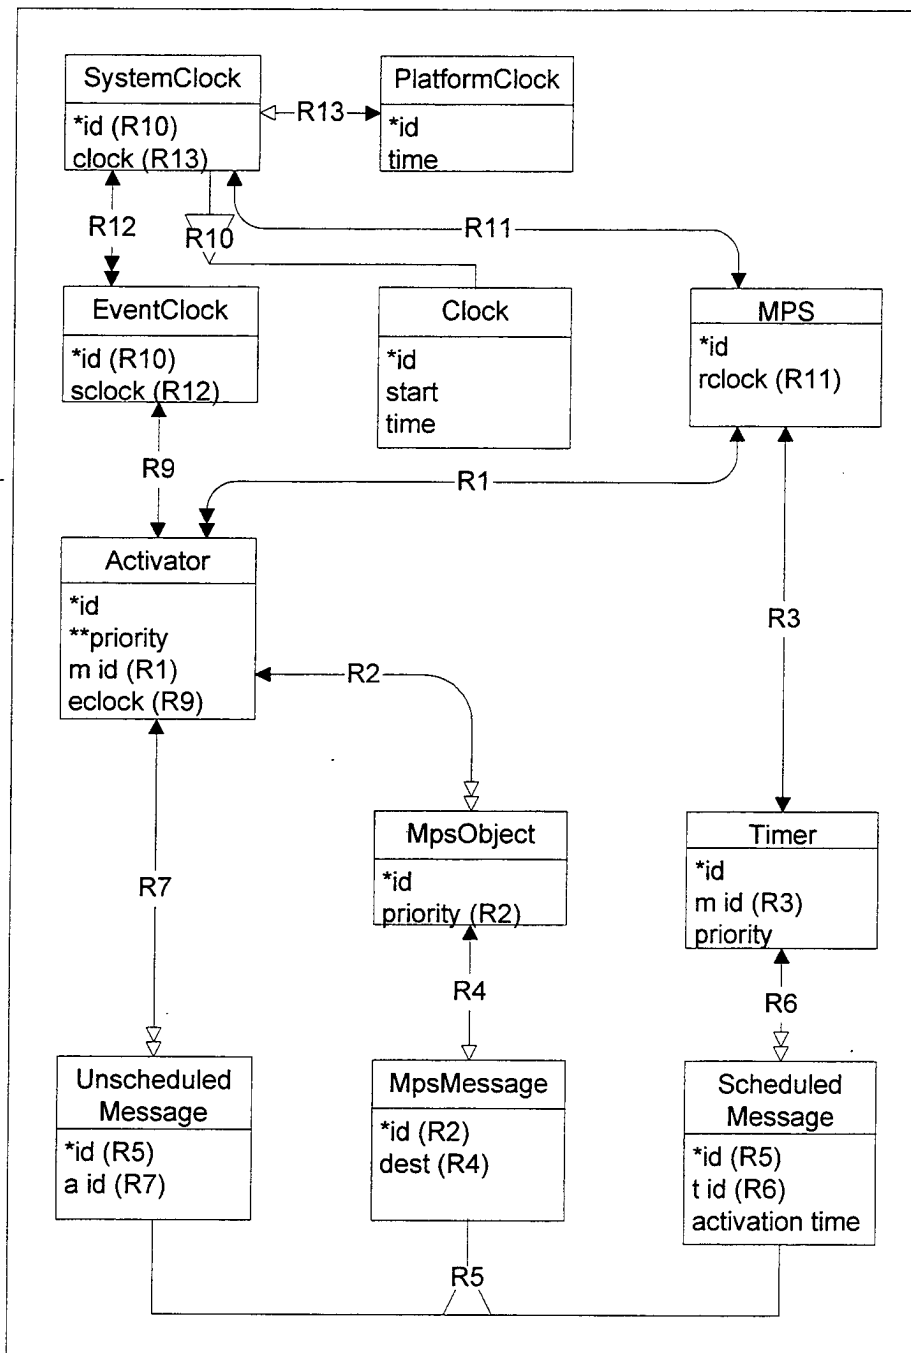 SystemClock
*id (R10)
clock (R13)
R13
PlatformClock
*id
time
R12
R10
R11
EventClock
*id (R10)
sclock (R12)
Clock
*id
start
time
MPS
*id
rclock (R11)
R9
R1
Activator
*id
**priority
m id (R1)
eclock (R9)
R2
R3
MpsObject
*id
priority (R2)
Timer
*id
m id (R3)
priority
R7
R4
R6
Unscheduled
Message
*id (R5)
a id (R7)
MpsMessage
*id (R2)
dest (R4)
Scheduled
Message
*id (R5)
t id (R6)
activation time
R5